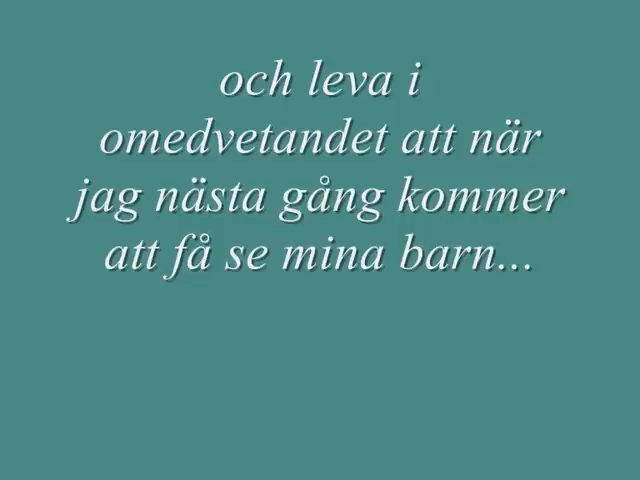 och leva i
omedvetandet att när
jag nästa gång kommer
att få se mina barn...